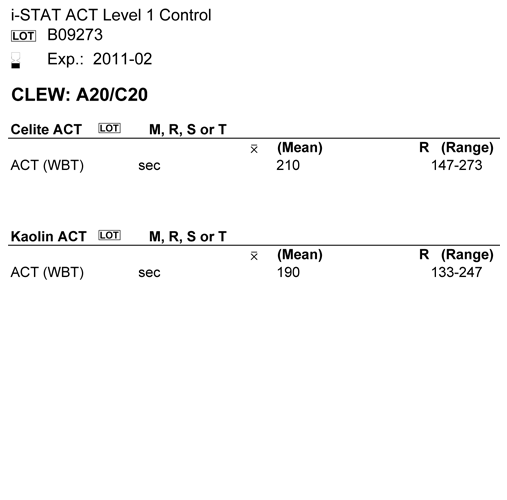 i-STAT ACT Level 1 Control
LOT B09273
Exp.: 2011-02
CLEW: A20/C20
Celite ACT LOT M, R, S or T
x̄ (Mean) R (Range)
ACT (WBT) sec 210 147-273
Kaolin ACT LOT M, R, S or T
x̄ (Mean) R (Range)
ACT (WBT) sec 190 133-247